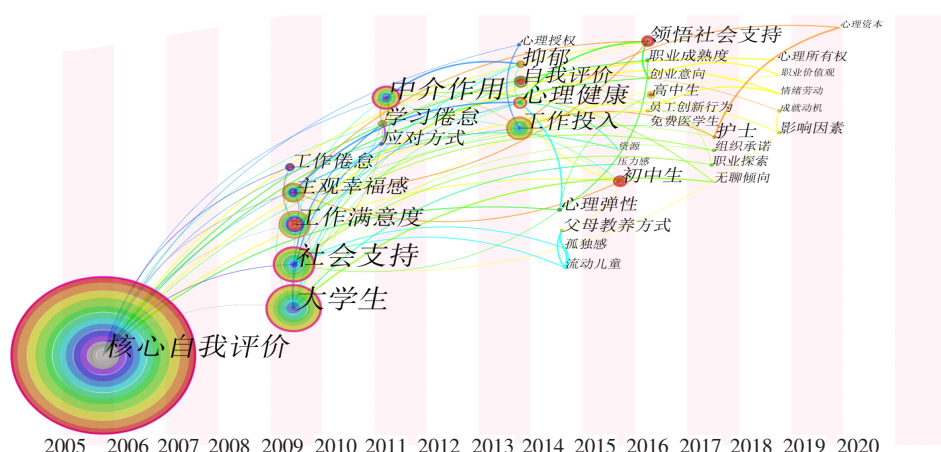 心理资本
心理授权
领悟社会支持
抑郁
职业成熟度
心理所有权
自我评价
创业意向
职业价值观
中介作用
心理健康
高中生
情绪劳动
员工创新行为
成就动机
学习倦怠
工作投入
免费医学生
护士
影响因素
应对方式
资源
组织承诺
工作倦怠
压力感
职业探索
主观幸福感
初中生
无聊倾向
心理弹性
工作满意度
父母教养方式
孤独感
社会支持
流动儿童
大学生
核心自我评价
2005 2006 2007 2008 2009 2010 2011 2012 2013 2014 2015 2016 2017 2018 2019 2020